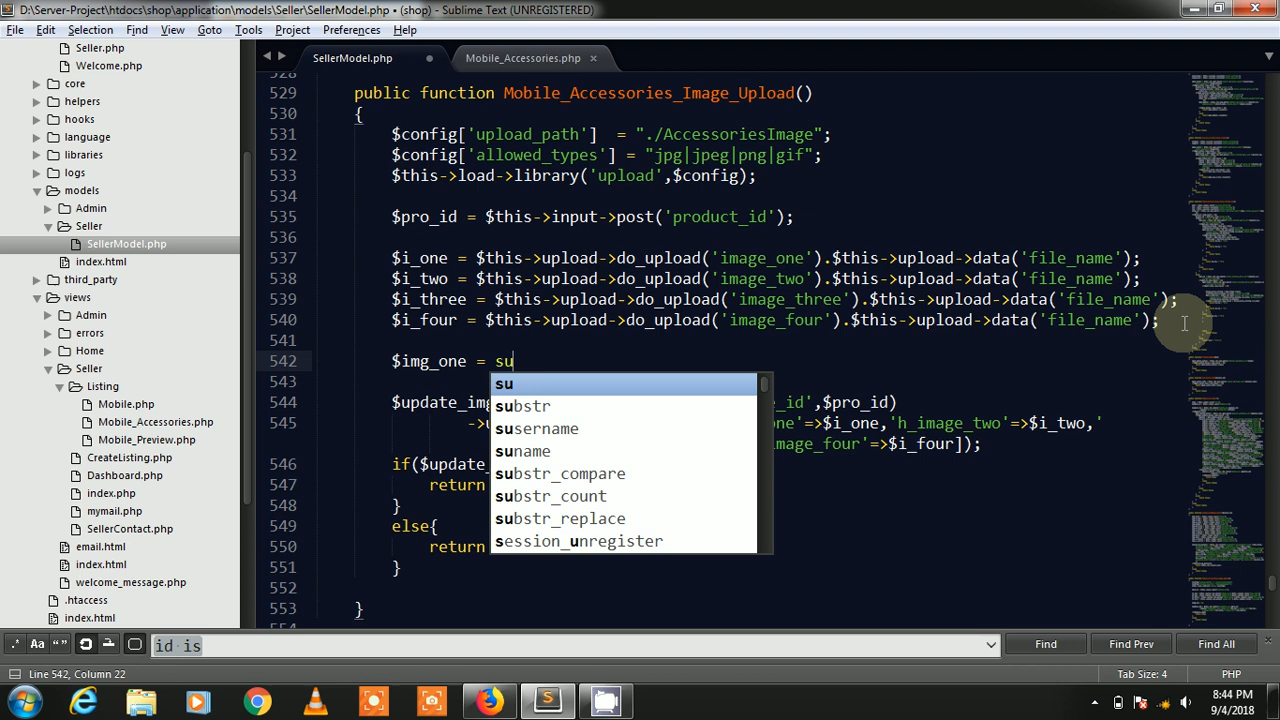 D:\Server-Project\htdocs\shop\application\models\Seller\SellerModel.php • (shop) - Sublime Text (UNREGISTERED)
File Edit Selection Find View Goto Tools Project Preferences Help
Seller.php
Welcome.php
core
helpers
hooks
language
libraries
logs
models
Admin
Seller
SellerModel.php
index.html
third_party
views
Admin
errors
Home
Seller
Listing
Mobile.php
Mobile_Accessories.php
Mobile_Preview.php
CreateListing.php
Dashboard.php
index.php
mymail.php
SellerContact.php
email.html
index.html
welcome_message.php
.htaccess
index.html
SellerModel.php Mobile_Accessories.php
528
529 public function Mobile_Accessories_Image_Upload()
530 {
531 $config['upload_path']  = "./AccessoriesImage";
532 $config['allowed_types'] = "jpg|jpeg|png|gif";
533 $this->load->library('upload',$config);
534
535 $pro_id = $this->input->post('product_id');
536
537 $i_one = $this->upload->do_upload('image_one').$this->upload->data('file_name');
538 $i_two = $this->upload->do_upload('image_two').$this->upload->data('file_name');
539 $i_three = $this->upload->do_upload('image_three').$this->upload->data('file_name');
540 $i_four = $this->upload->do_upload('image_four').$this->upload->data('file_name');
541
542 $img_one = su
543
544 $update_im _id',$pro_id)
545 -> one'=>$i_one,'h_image_two'=>$i_two,'
mage_four'=>$i_four]);
546 if($update_
547 return
548 }
549 else{
550 return
551 }
552
553 }
554
su
substr
susername
suname
substr_compare
substr_count
substr_replace
session_unregister
.* Aa “ ” id is Find Find Prev Find All
Line 542, Column 22 Tab Size: 4 PHP
8:44 PM
9/4/2018